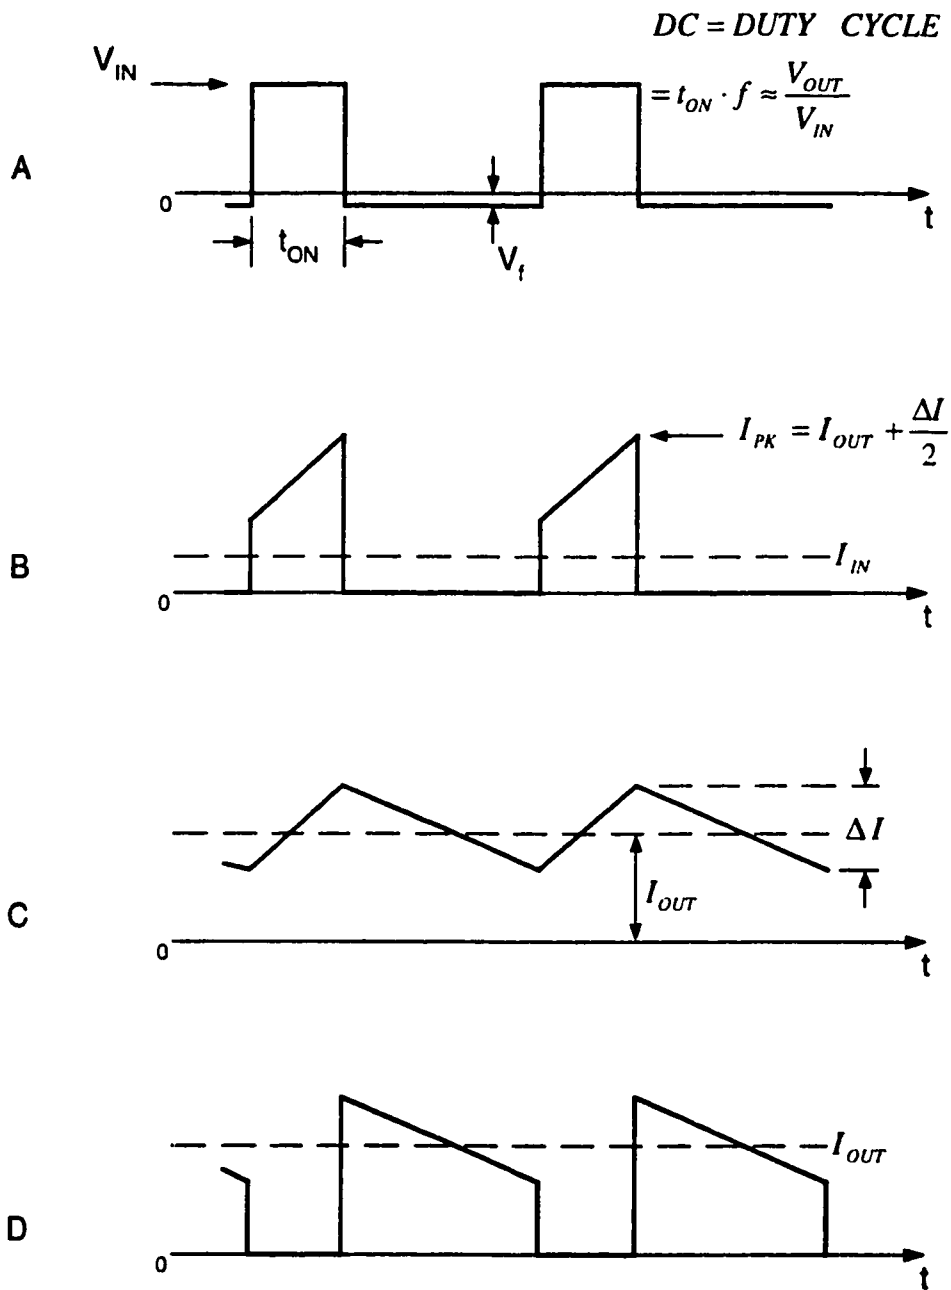 DC = DUTY CYCLE
V_IN
= t_ON · f ≈ V_OUT / V_IN
A
0
t
t_ON
V_f
I_PK = I_OUT + ΔI / 2
B
I_IN
0
t
ΔI
I_OUT
C
0
t
I_OUT
D
0
t